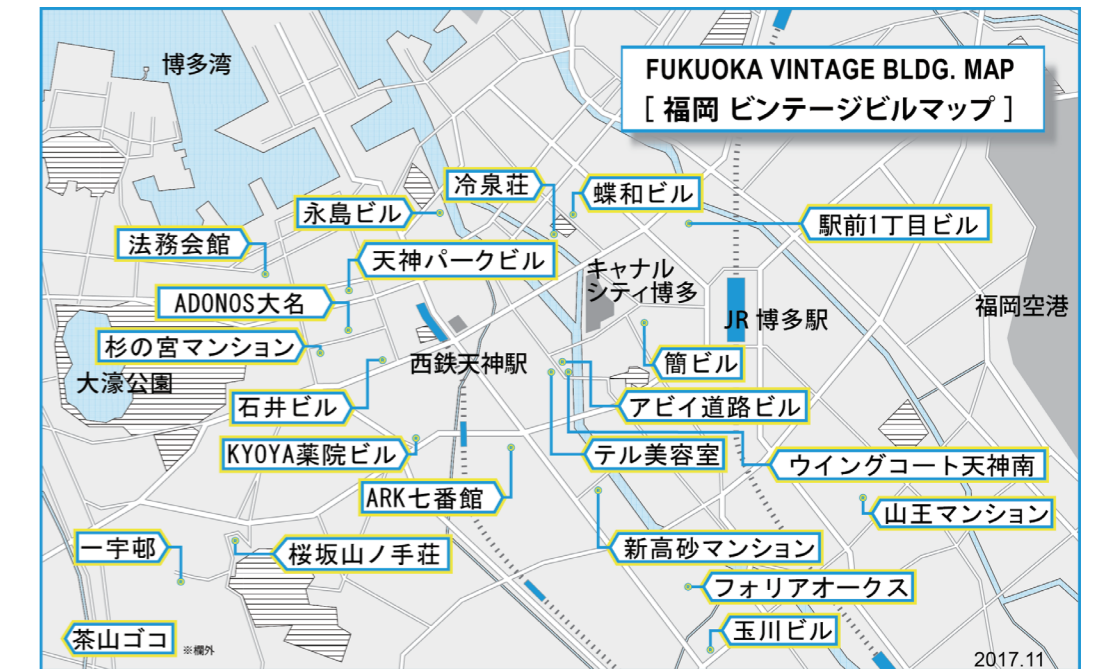 博多湾
FUKUOKA VINTAGE BLDG. MAP
[ 福岡 ビンテージビルマップ ]
冷泉荘
蝶和ビル
永島ビル
駅前1丁目ビル
法務会館
天神パークビル
キャナル
シティ博多
ADONOS大名
福岡空港
JR 博多駅
杉の宮マンション
西鉄天神駅
簡ビル
大濠公園
石井ビル
アビイ道路ビル
KYOYA薬院ビル
テル美容室
ウイングコート天神南
ARK七番館
山王マンション
一宇邨
桜坂山ノ手荘
新高砂マンション
フォリアオークス
茶山ゴコ
※欄外
玉川ビル
2017.11